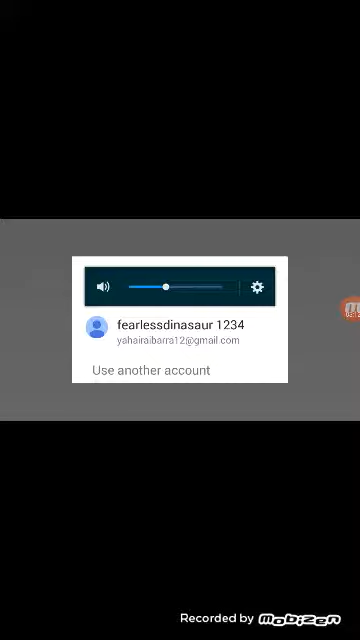 fearlessdinasaur 1234
yahairaibarra12@gmail.com
Use another account
Recorded by Mobizen